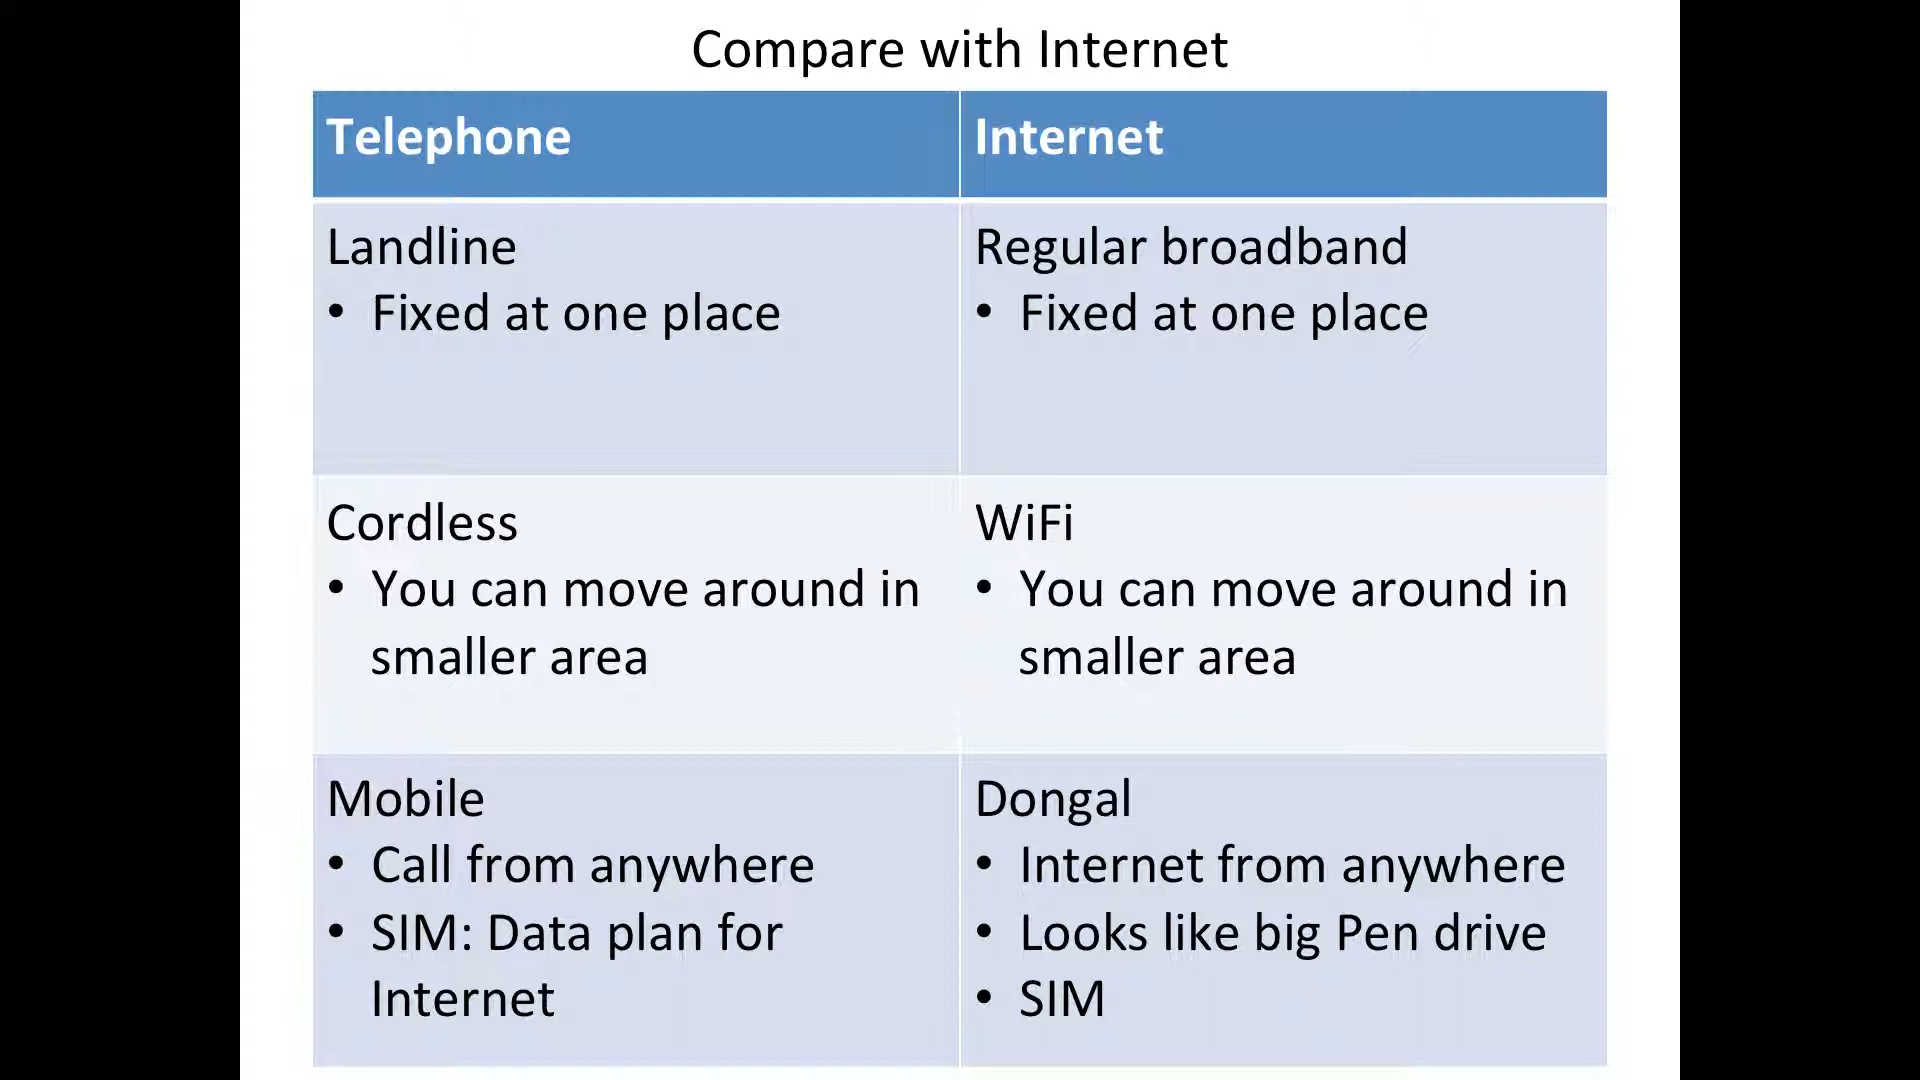 Compare with Internet
Telephone
Internet
Landline
• Fixed at one place
Regular broadband
• Fixed at one place
Cordless
• You can move around in
smaller area
WiFi
• You can move around in
smaller area
Mobile
• Call from anywhere
• SIM: Data plan for
Internet
Dongal
• Internet from anywhere
• Looks like big Pen drive
• SIM